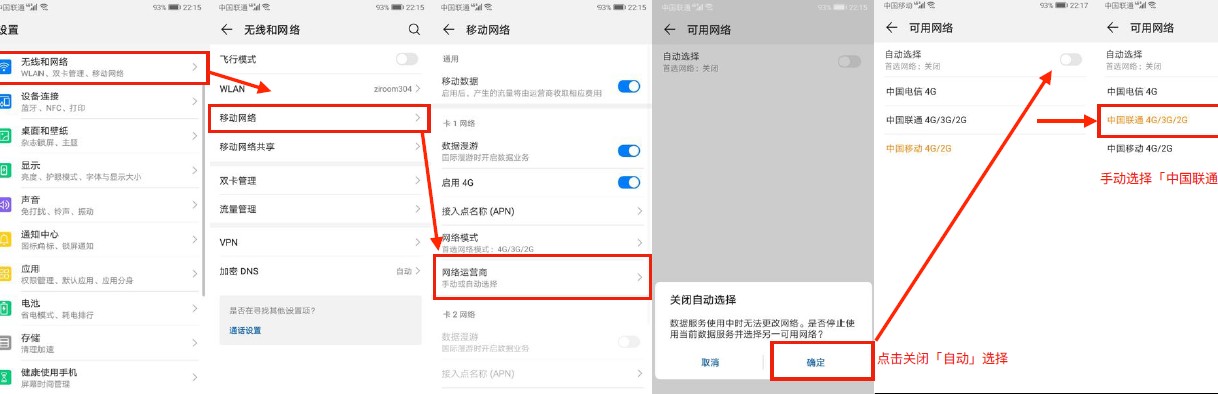 中国联通 93% 22:15
设置
无线和网络
WLAN、双卡管理、移动网络
设备连接
蓝牙、NFC、打印
桌面和壁纸
杂志锁屏、主题
显示
亮度、护眼模式、字体与显示大小
声音
免打扰、铃声、振动
通知中心
图标角标、锁屏通知
应用
权限管理、默认应用、应用分身
电池
省电模式、耗电排行
存储
清理加速
健康使用手机
屏幕时间管理
中国联通 93% 22:15
无线和网络
飞行模式
WLAN ziroom304
移动网络
移动网络共享
双卡管理
流量管理
VPN
加密 DNS 自动
是否在寻找其他设置项?
通话设置
中国联通 93% 22:15
移动网络
通用
移动数据
启用后，产生的流量将由运营商收取相应费用
卡 1 网络
数据漫游
国际漫游时开启数据业务
启用 4G
接入点名称 (APN)
网络模式
首选网络模式：4G/3G/2G
网络运营商
手动或自动选择
卡 2 网络
数据漫游
国际漫游时开启数据业务
接入点名称 (APN)
中国联通 93% 22:15
可用网络
自动选择
首选网络：关闭
关闭自动选择
数据服务使用中时无法更改网络。是否停止使
用当前数据服务并选择另一可用网络?
取消 确定
中国移动 93% 22:17
可用网络
自动选择
首选网络：关闭
中国电信 4G
中国联通 4G/3G/2G
中国移动 4G/2G
点击关闭「自动」选择
中国联通
可用网络
自动选择
首选网络：关闭
中国电信 4G
中国联通 4G/3G/2G
中国移动 4G/2G
手动选择「中国联通